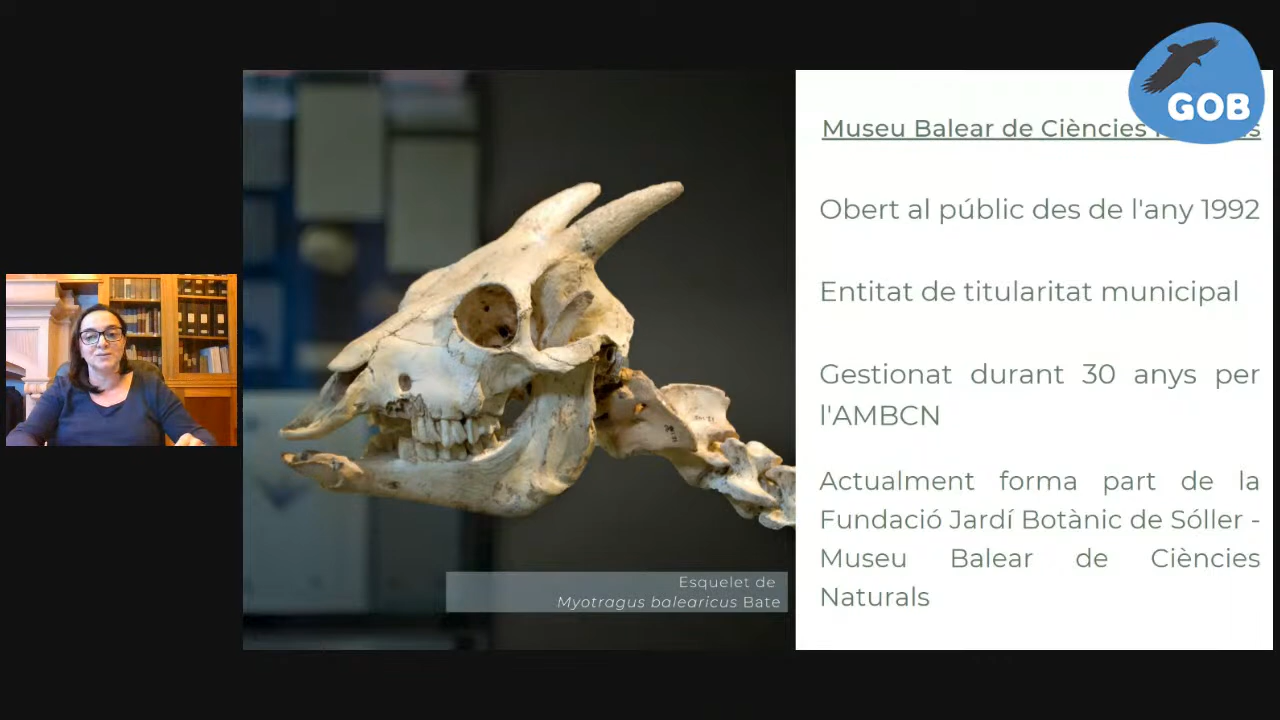 GOB
Museu Balear de Ciències
Obert al públic des de l'any 1992
Entitat de titularitat municipal
Gestionat durant 30 anys per
l'AMBCN
Actualment forma part de la
Fundació Jardí Botànic de Sóller -
Museu Balear de Ciències
Naturals
Esquelet de
Myotragus balearicus Bate